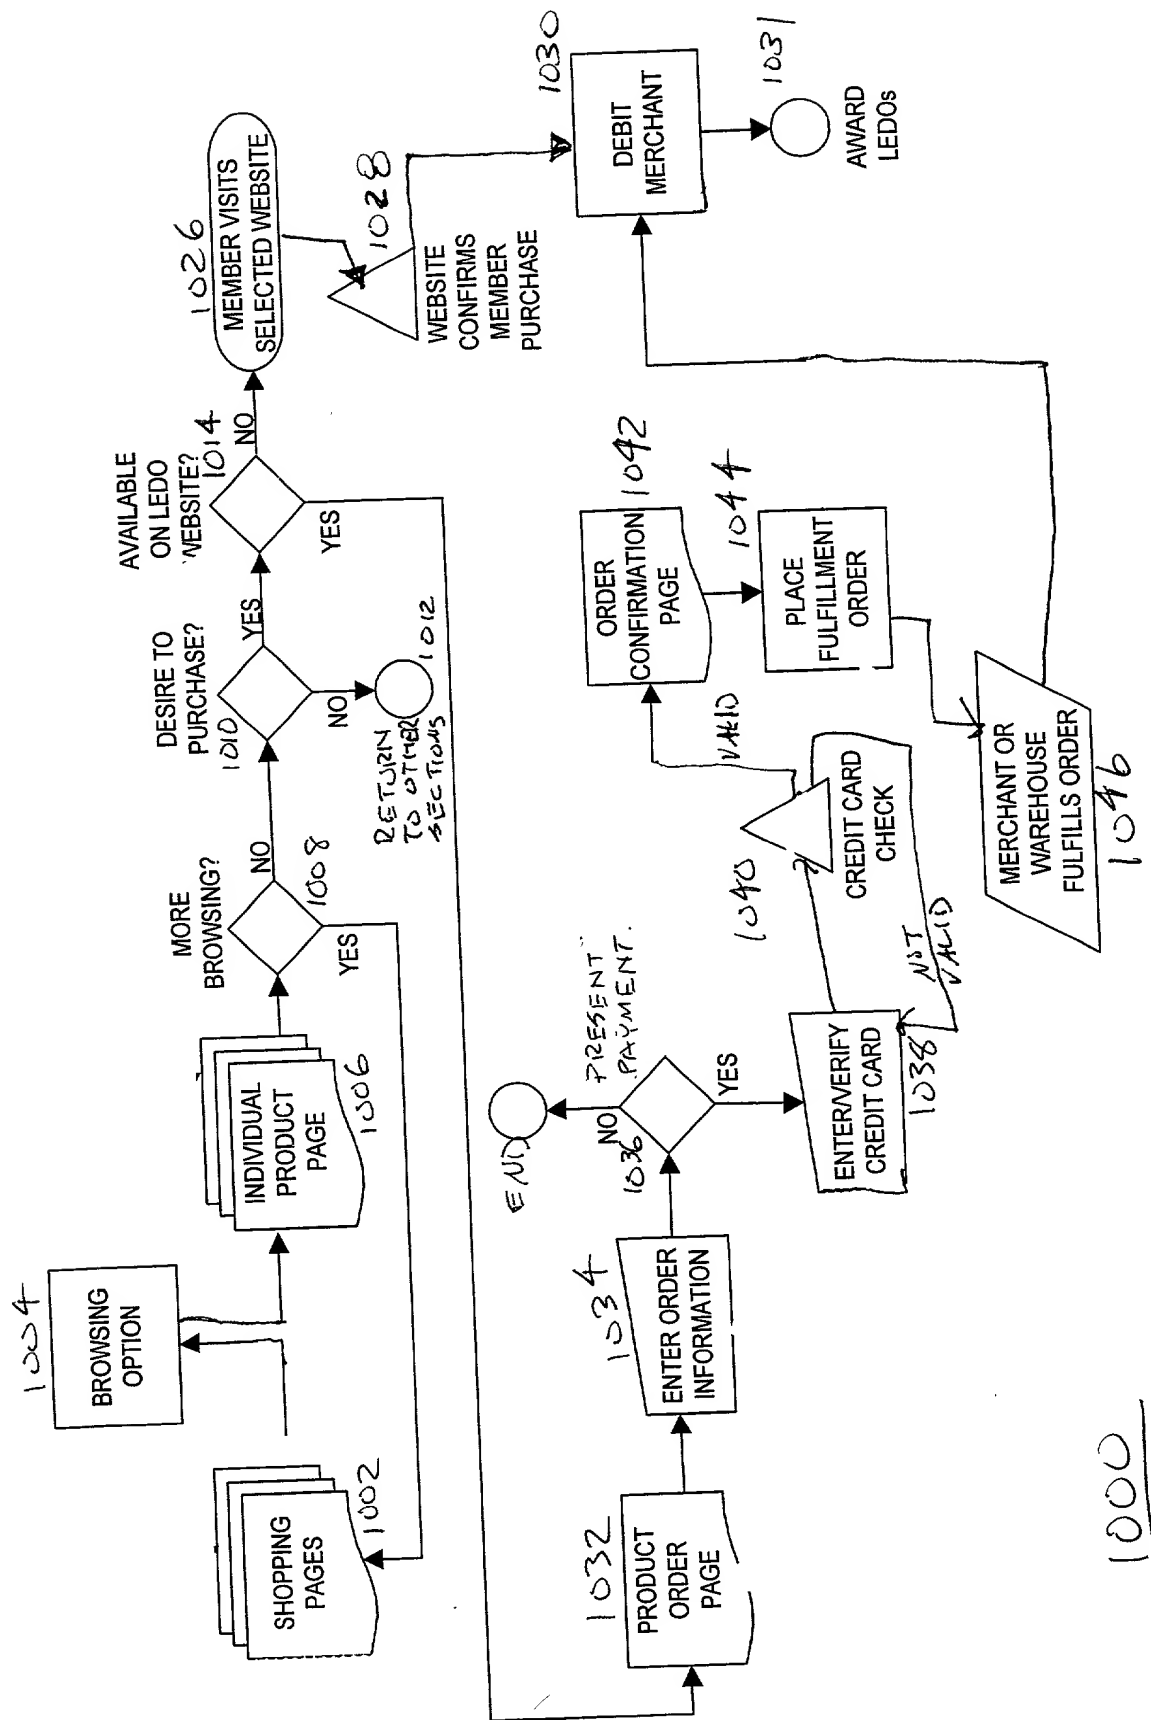 1004
BROWSING
OPTION
SHOPPING
PAGES
1002
INDIVIDUAL
PRODUCT
PAGE
1006
MORE
BROWSING?
1008
NO
YES
DESIRE TO
PURCHASE?
1010
YES
NO
RETURN
TO OTHER
SECTIONS
1012
AVAILABLE
ON LEDO
WEBSITE?
1014
NO
YES
1026
MEMBER VISITS
SELECTED WEBSITE
1028
WEBSITE
CONFIRMS
MEMBER
PURCHASE
1030
DEBIT
MERCHANT
1031
AWARD
LEDOs
1032
PRODUCT
ORDER
PAGE
1034
ENTER ORDER
INFORMATION
END
PRESENT
PAYMENT.
NO
1036
YES
ENTER/VERIFY
CREDIT CARD
1038
1040
CREDIT CARD
CHECK
NOT
VALID
VALID
ORDER
CONFIRMATION
PAGE
1042
1044
PLACE
FULFILLMENT
ORDER
MERCHANT OR
WAREHOUSE
FULFILLS ORDER
1046
1000